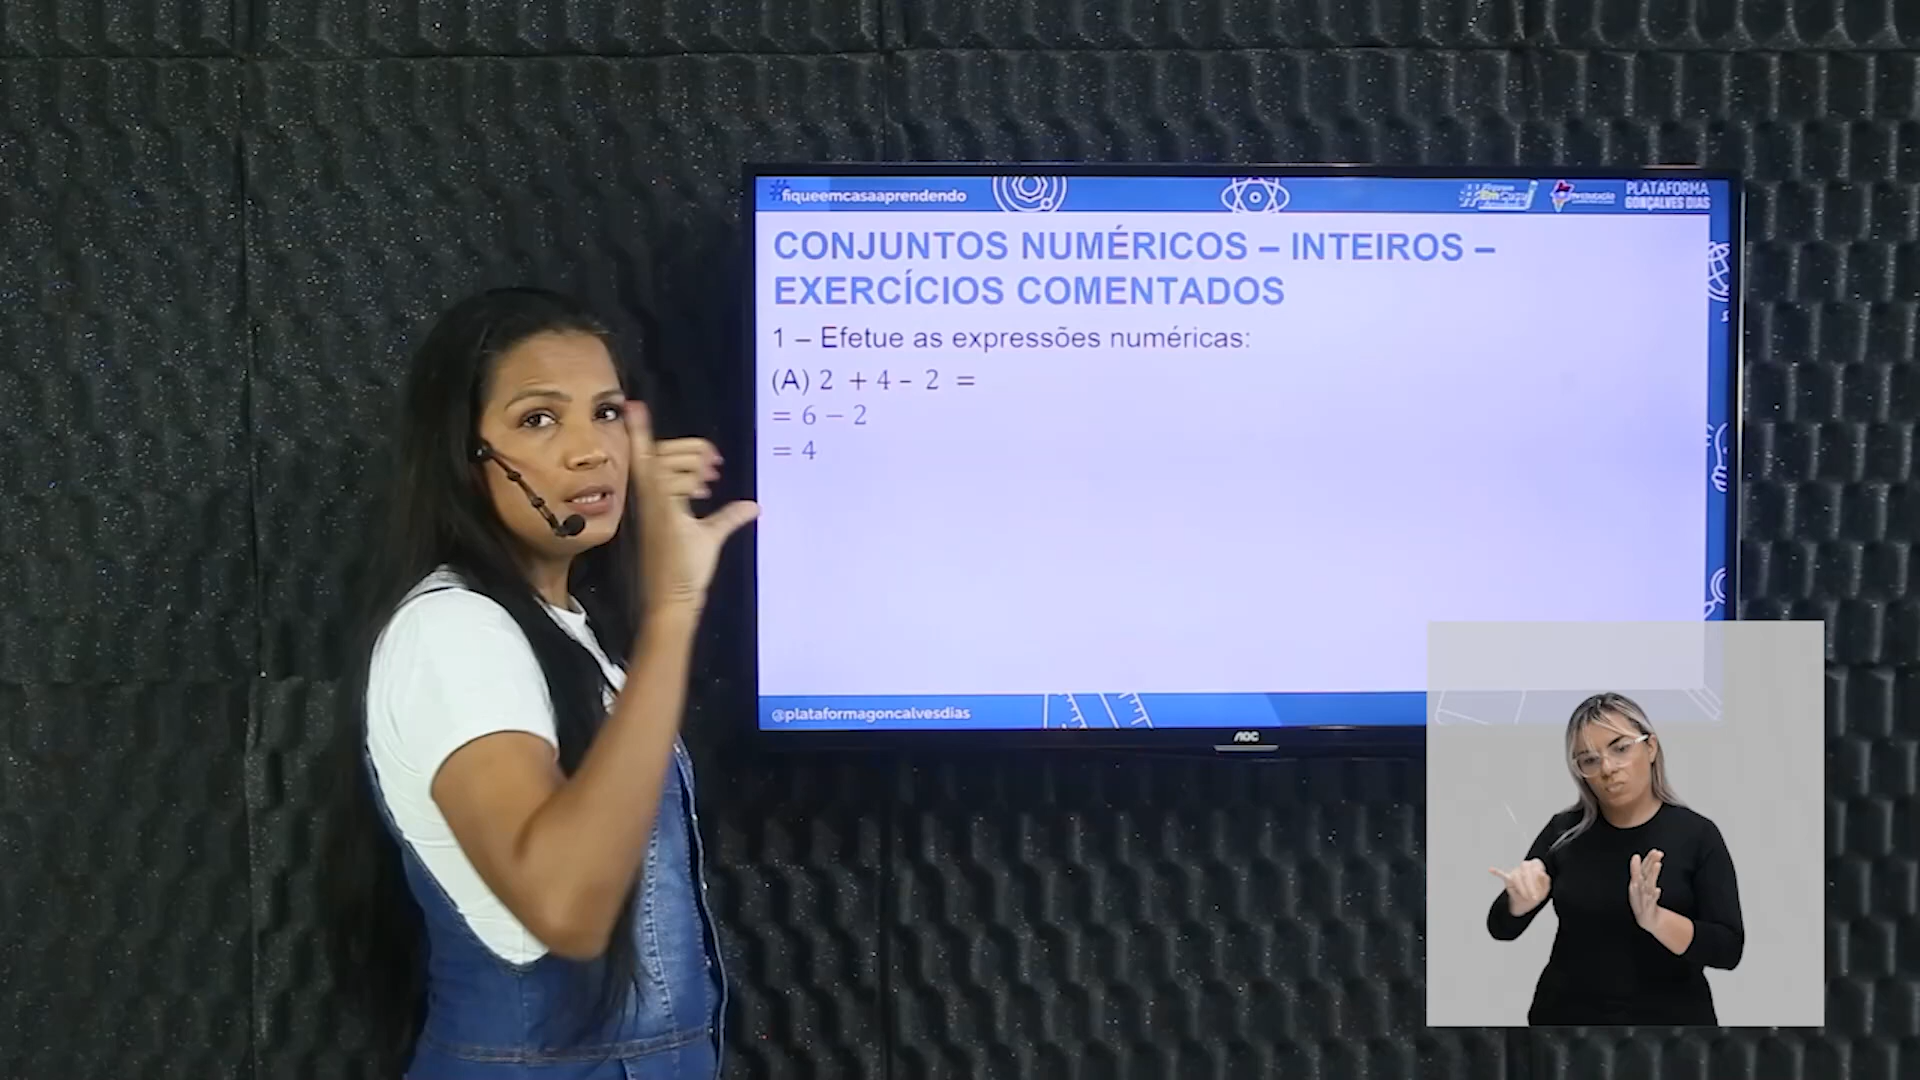 #fiqueemcasaaprendendo
PLATAFORMA
GONÇALVES DIAS
CONJUNTOS NUMÉRICOS – INTEIROS –
EXERCÍCIOS COMENTADOS
1 – Efetue as expressões numéricas:
(A) 2 + 4 – 2 =
= 6 – 2
= 4
@plataformagoncalvesdias
AOC